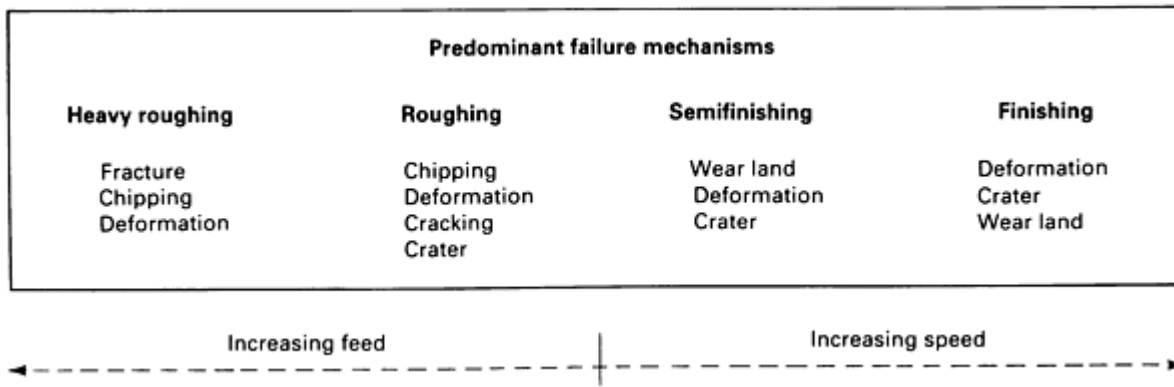 Predominant failure mechanisms
Heavy roughing Roughing Semifinishing Finishing
Fracture Chipping Wear land Deformation
Chipping Deformation Deformation Crater
Deformation Cracking Crater Wear land
Crater
Increasing feed Increasing speed